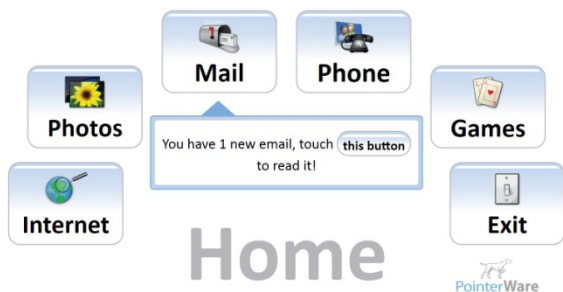 Mail
Phone
Photos
Games
You have 1 new email, touch this button
to read it!
Internet
Exit
Home
PointerWare